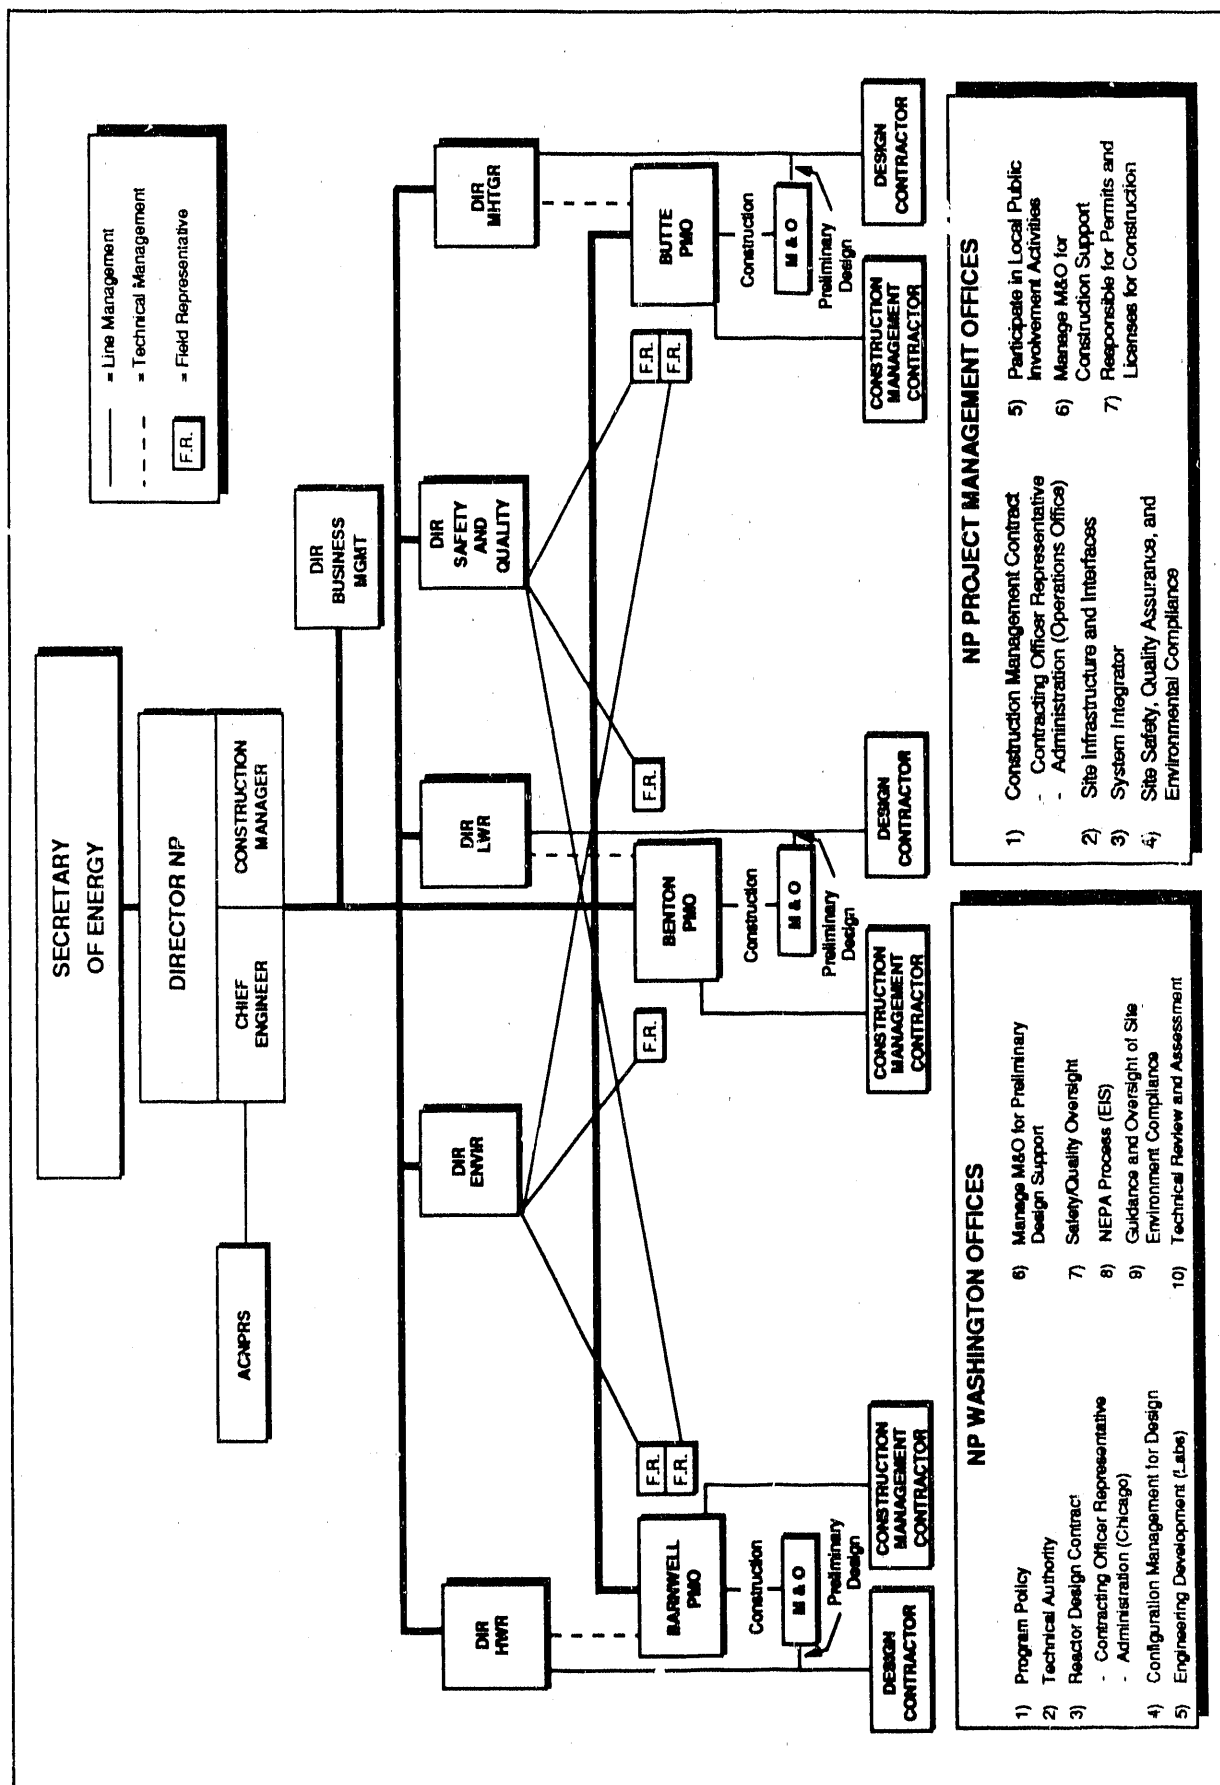 SECRETARY
OF ENERGY
DIRECTOR NP
CHIEF
ENGINEER
CONSTRUCTION
MANAGER
ACNPRS
= Line Management
= Technical Management
F.R.
= Field Representative
DIR
BUSINESS
MGMT
DIR
HWR
DIR
ENVIR
DIR
LWR
DIR
SAFETY
AND
QUALITY
DIR
MHTGR
BARNWELL
PMO
F.R.
F.R.
F.R.
BENTON
PMO
F.R.
F.R.
F.R.
BUTTE
PMO
Construction
M & O
Preliminary
Design
Construction
M & O
Preliminary
Design
Construction
M & O
Preliminary
Design
DESIGN
CONTRACTOR
CONSTRUCTION
MANAGEMENT
CONTRACTOR
CONSTRUCTION
MANAGEMENT
CONTRACTOR
DESIGN
CONTRACTOR
CONSTRUCTION
MANAGEMENT
CONTRACTOR
DESIGN
CONTRACTOR
NP WASHINGTON OFFICES
1) Program Policy
2) Technical Authority
3) Reactor Design Contract
- Contracting Officer Representative
- Administration (Chicago)
4) Configuration Management for Design
5) Engineering Development (Labs)
6) Manage M&O for Preliminary
Design Support
7) Safety/Quality Oversight
8) NEPA Process (EIS)
9) Guidance and Oversight of Site
Environment Compliance
10) Technical Review and Assessment
NP PROJECT MANAGEMENT OFFICES
1) Construction Management Contract
- Contracting Officer Representative
- Administration (Operations Office)
2) Site Infrastructure and Interfaces
3) System Integrator
4) Site Safety, Quality Assurance, and
Environmental Compliance
5) Participate in Local Public
Involvement Activities
6) Manage M&O for
Construction Support
7) Responsible for Permits and
Licenses for Construction